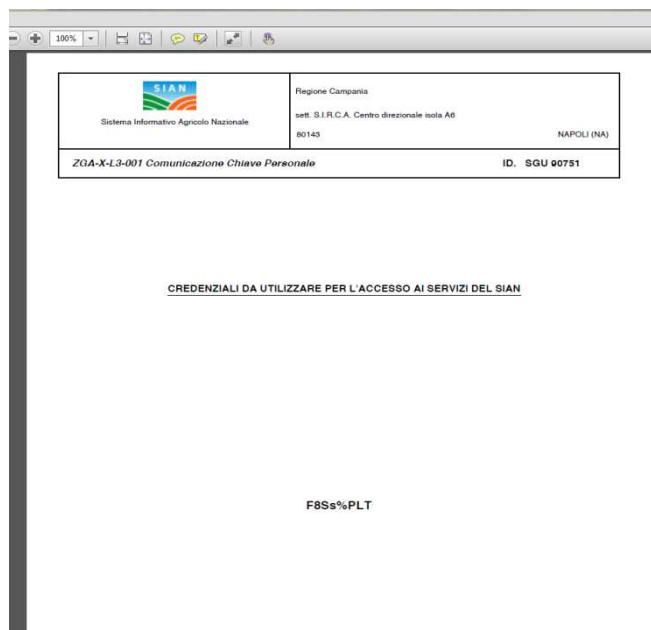 100%
SIAN
Sistema Informativo Agricolo Nazionale
Regione Campania
sett. S.I.R.C.A. Centro direzionale isola A6
80143 NAPOLI (NA)
ZGA-X-L3-001 Comunicazione Chiave Personale ID. SGU 90751
CREDENZIALI DA UTILIZZARE PER L'ACCESSO AI SERVIZI DEL SIAN
F8Ss%PLT